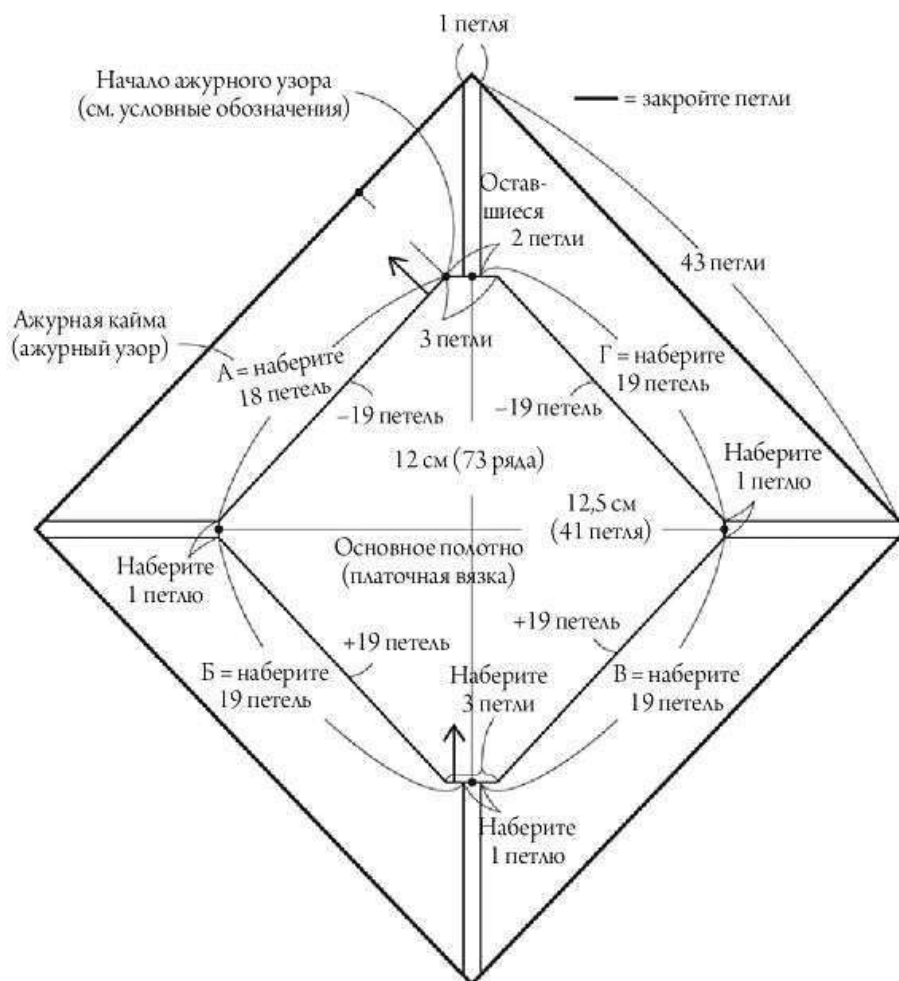 1 петля
Начало ажурного узора
(см. условные обозначения)
= закройте петли
Остав-
шиеся
2 петли
43 петли
Ажурная кайма
(ажурный узор)
3 петли
А = наберите
18 петель
Г = наберите
19 петель
–19 петель
–19 петель
12 см (73 ряда)
Наберите
1 петлю
12,5 см
(41 петля)
Основное полотно
(платочная вязка)
Наберите
1 петлю
+19 петель
+19 петель
Б = наберите
19 петель
Наберите
3 петли
В = наберите
19 петель
Наберите
1 петлю